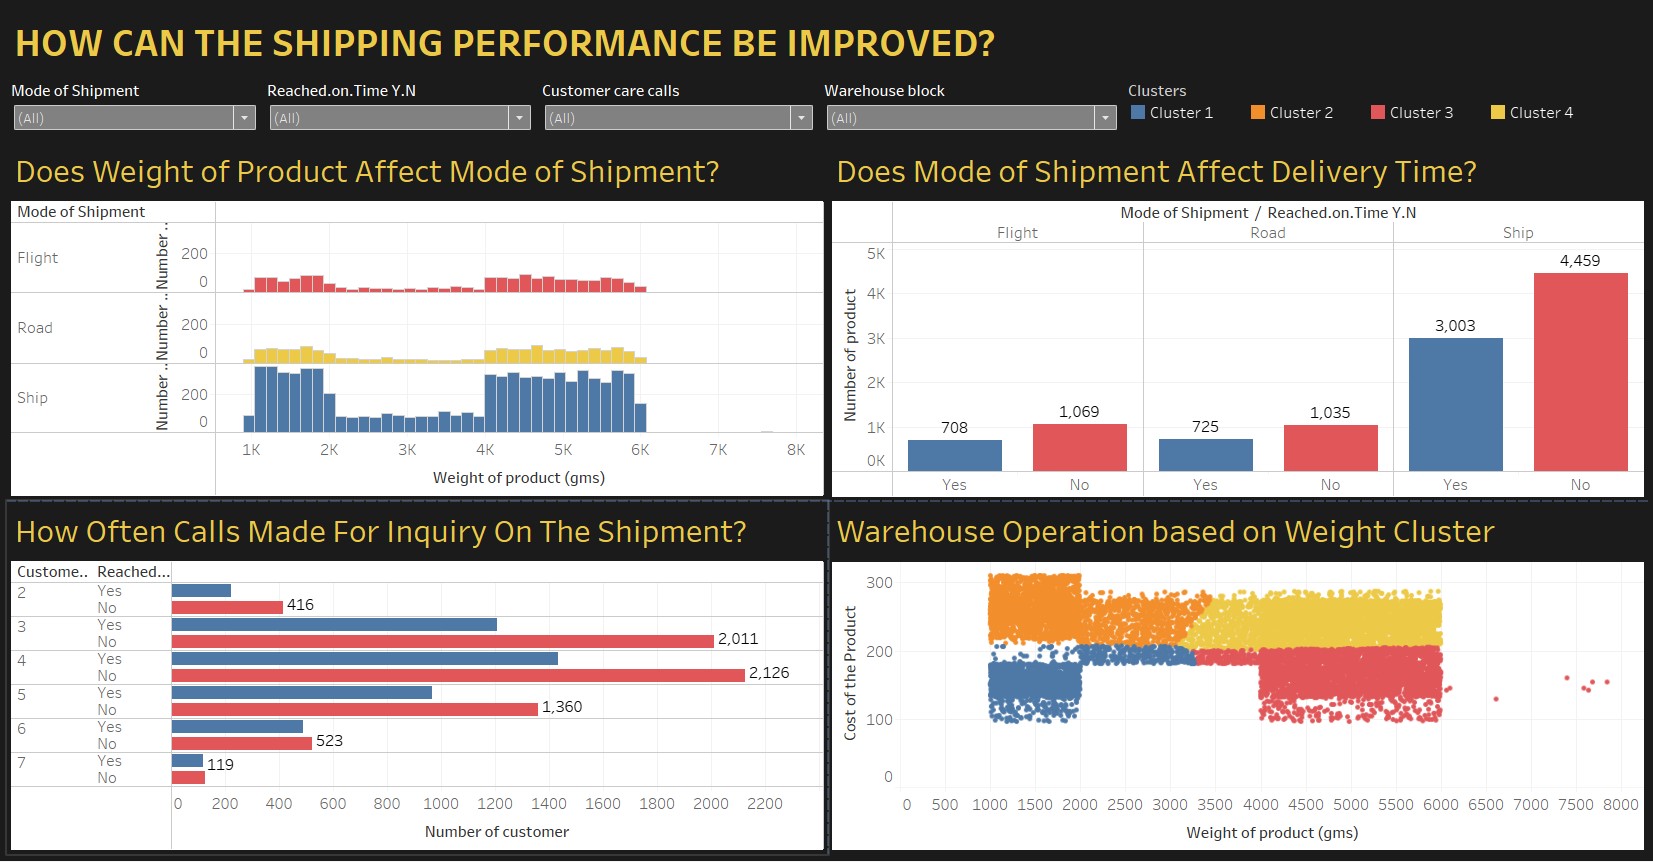 HOW CAN THE SHIPPING PERFORMANCE BE IMPROVED?
Mode of Shipment
Reached.on.Time Y.N
Customer care calls
Warehouse block
Clusters
(All)
(All)
(All)
(All)
Cluster 1
Cluster 2
Cluster 3
Cluster 4
Does Weight of Product Affect Mode of Shipment?
Mode of Shipment
Flight
Number ..
200
0
Road
Number ..
200
0
Ship
Number ..
200
0
1K 2K 3K 4K 5K 6K 7K 8K
Weight of product (gms)
Does Mode of Shipment Affect Delivery Time?
Mode of Shipment / Reached.on.Time Y.N
Flight Road Ship
Number of product
5K
4K
3K
2K
1K
0K
708
1,069
725
1,035
3,003
4,459
Yes No Yes No Yes No
How Often Calls Made For Inquiry On The Shipment?
Custome.. Reached...
2 Yes
No 416
3 Yes
No 2,011
4 Yes
No 2,126
5 Yes
No 1,360
6 Yes
No 523
7 Yes 119
No
0 200 400 600 800 1000 1200 1400 1600 1800 2000 2200
Number of customer
Warehouse Operation based on Weight Cluster
Cost of the Product
300
200
100
0
0 500 1000 1500 2000 2500 3000 3500 4000 4500 5000 5500 6000 6500 7000 7500 8000
Weight of product (gms)